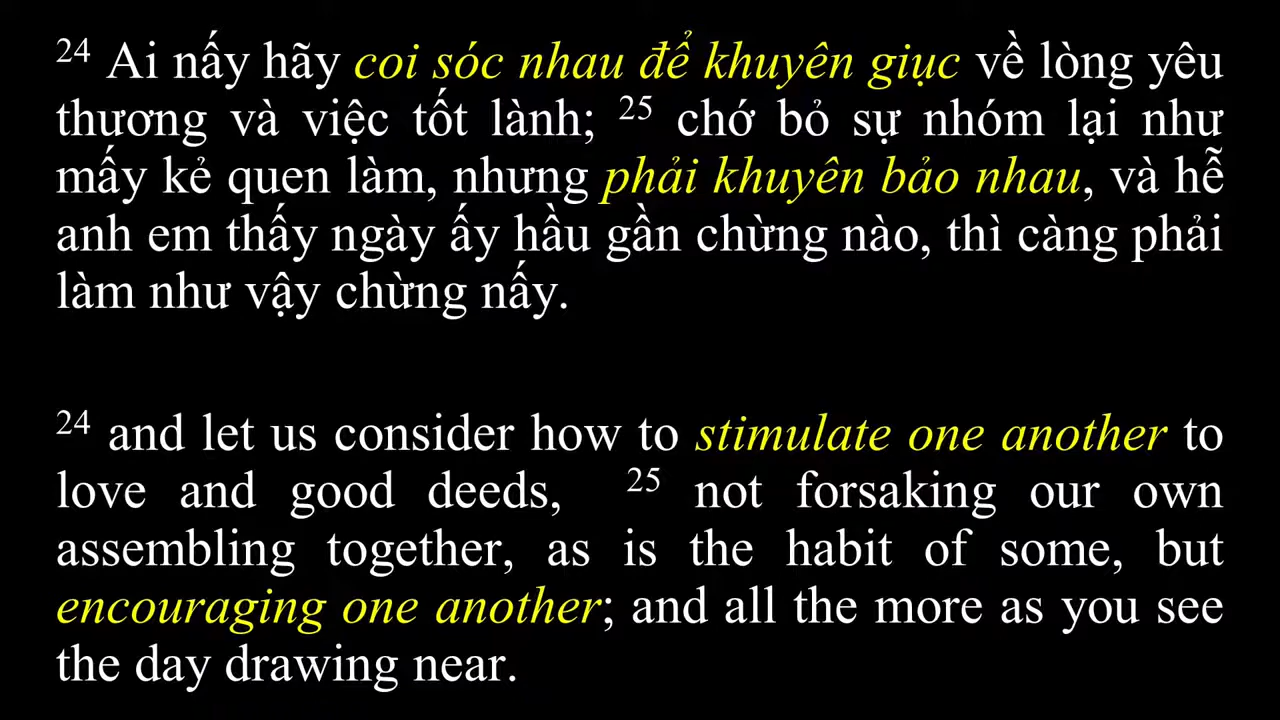 24 Ai nấy hãy coi sóc nhau để khuyên giục về lòng yêu
thương và việc tốt lành; 25 chớ bỏ sự nhóm lại như
mấy kẻ quen làm, nhưng phải khuyên bảo nhau, và hễ
anh em thấy ngày ấy hầu gần chừng nào, thì càng phải
làm như vậy chừng nấy.
24 and let us consider how to stimulate one another to
love and good deeds, 25 not forsaking our own
assembling together, as is the habit of some, but
encouraging one another; and all the more as you see
the day drawing near.